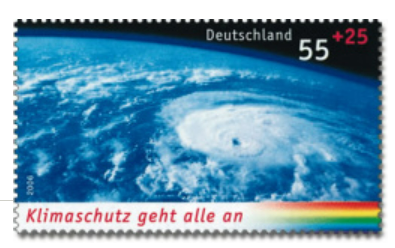 Deutschland 55 +25
2006
Klimaschutz geht alle an